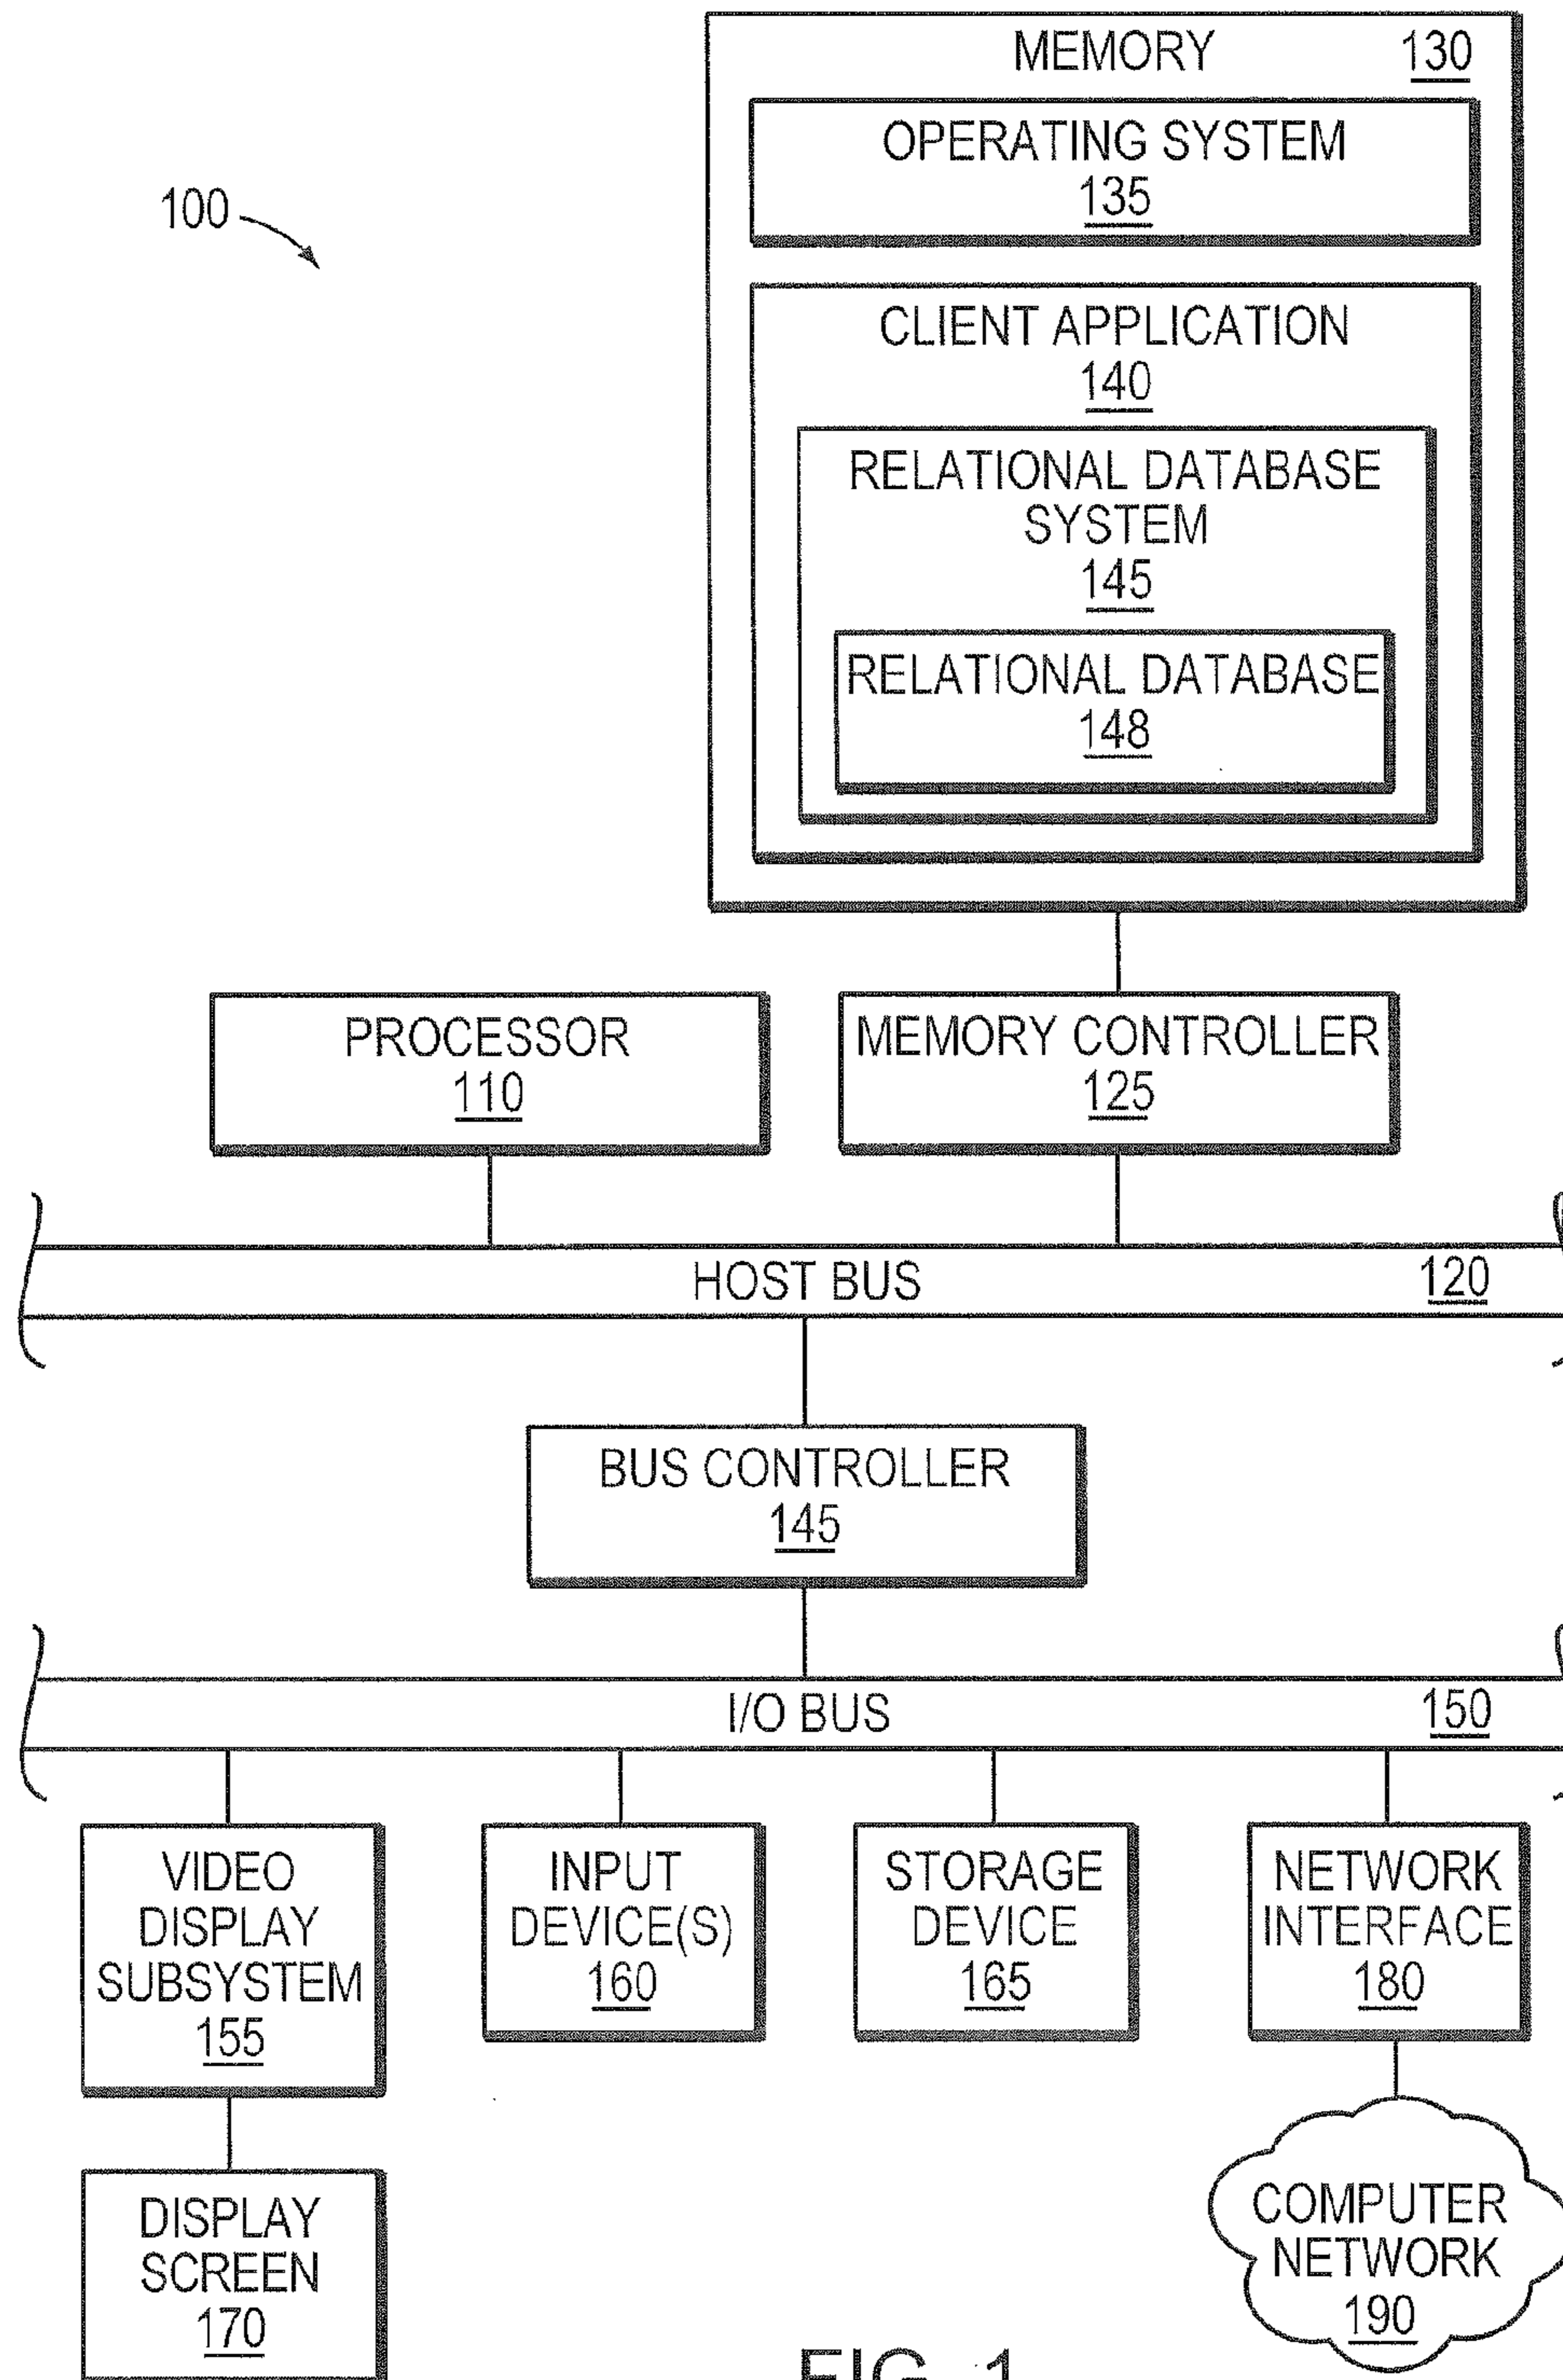 MEMORY 130
OPERATING SYSTEM
135
100
CLIENT APPLICATION
140
RELATIONAL DATABASE
SYSTEM
145
RELATIONAL DATABASE
148
PROCESSOR
110
MEMORY CONTROLLER
125
HOST BUS 120
BUS CONTROLLER
145
I/O BUS 150
VIDEO
DISPLAY
SUBSYSTEM
155
INPUT
DEVICE(S)
160
STORAGE
DEVICE
165
NETWORK
INTERFACE
180
DISPLAY
SCREEN
170
COMPUTER
NETWORK
190
FIG. 1